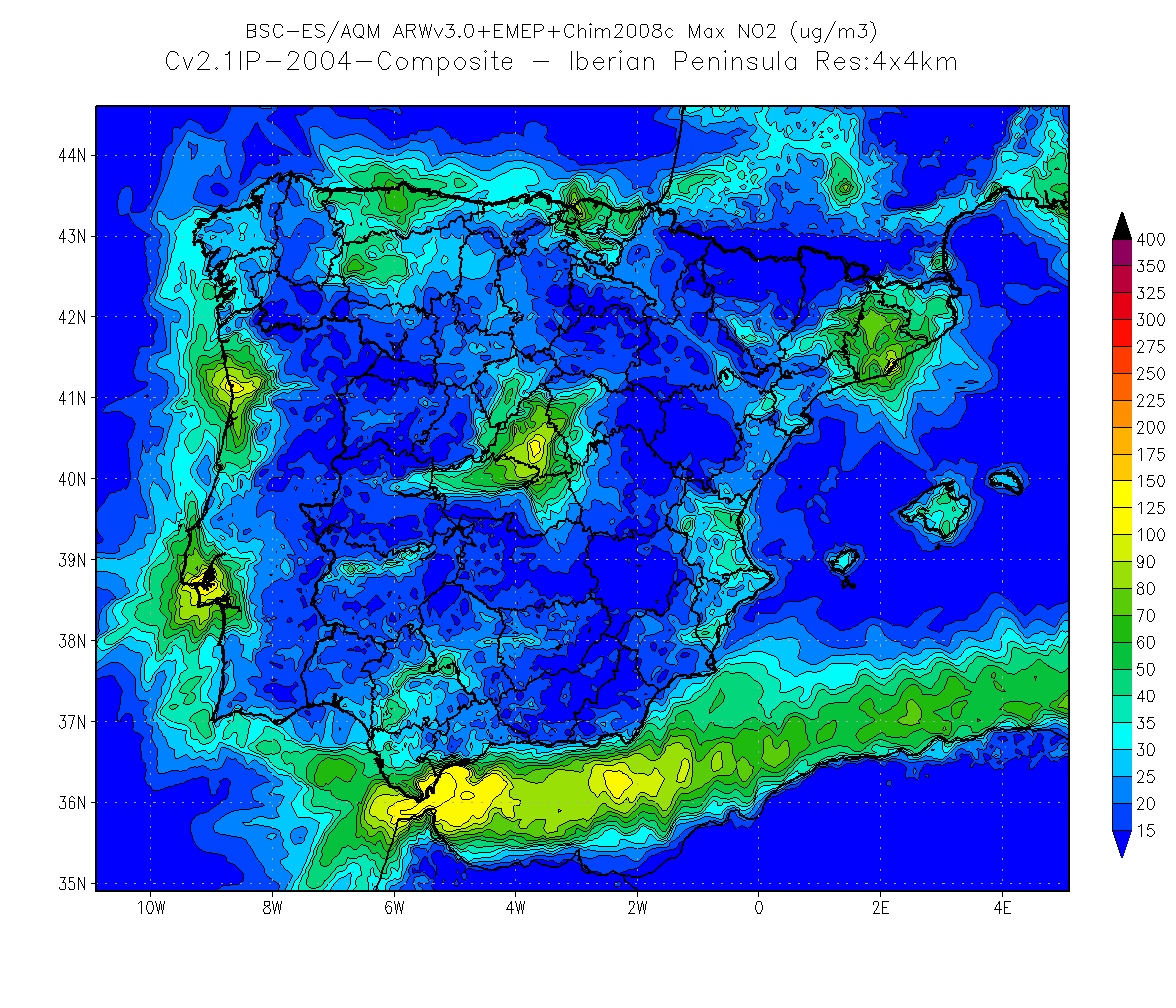 BSC-ES/AQM ARWv3.0+EMEP+Chim2008c Max NO2 (ug/m3)
Cv2.1IP-2004-Composite - Iberian Peninsula Res:4x4km
44N
43N
42N
41N
40N
39N
38N
37N
36N
35N
10W 8W 6W 4W 2W 0 2E 4E
400
350
325
300
275
250
225
200
175
150
125
100
90
80
70
60
50
40
35
30
25
20
15